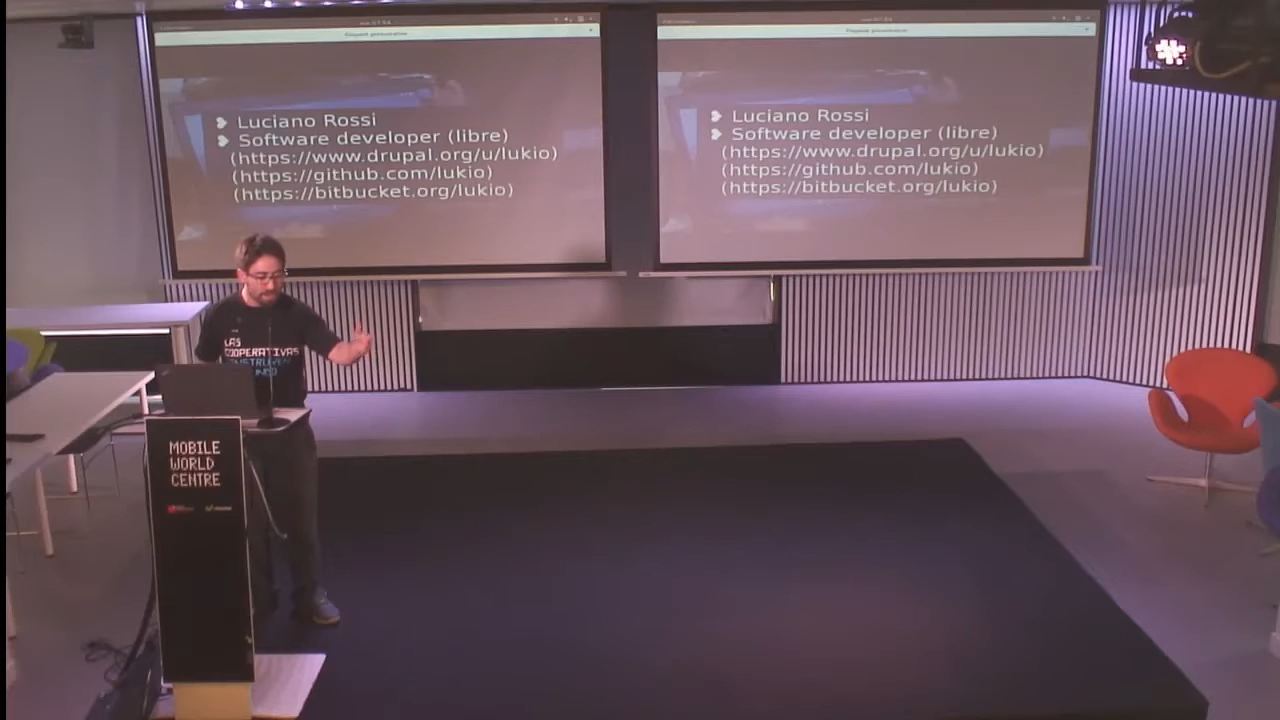 ❥ Luciano Rossi
❥ Software developer (libre)
(https://www.drupal.org/u/lukio)
(https://github.com/lukio)
(https://bitbucket.org/lukio)
❥ Luciano Rossi
❥ Software developer (libre)
(https://www.drupal.org/u/lukio)
(https://github.com/lukio)
(https://bitbucket.org/lukio)
LAS
COOPERATIVAS
MOBILE
WORLD
CENTRE